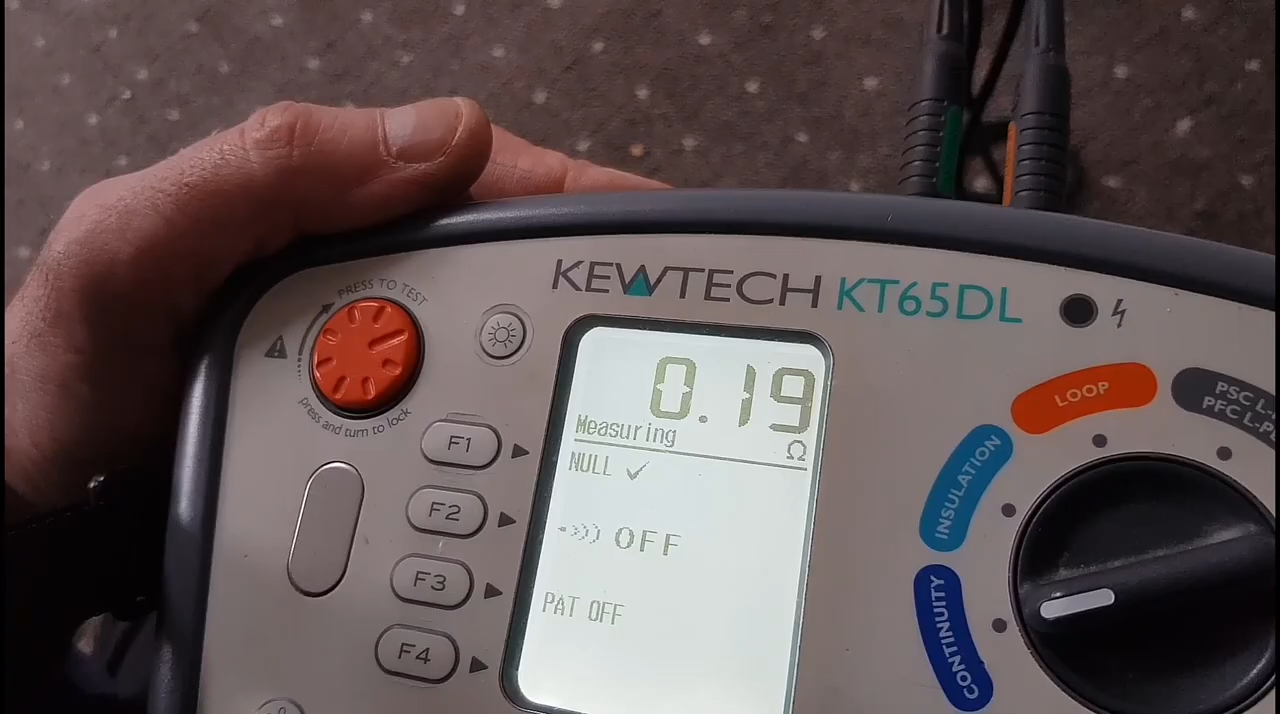 KEWTECH KT65DL
PRESS TO TEST
press and turn to lock
0.19
Measuring
Ω
NULL ✓
OFF
PAT OFF
F1
F2
F3
F4
LOOP
PSC L-
PFC L-P
INSULATION
CONTINUITY